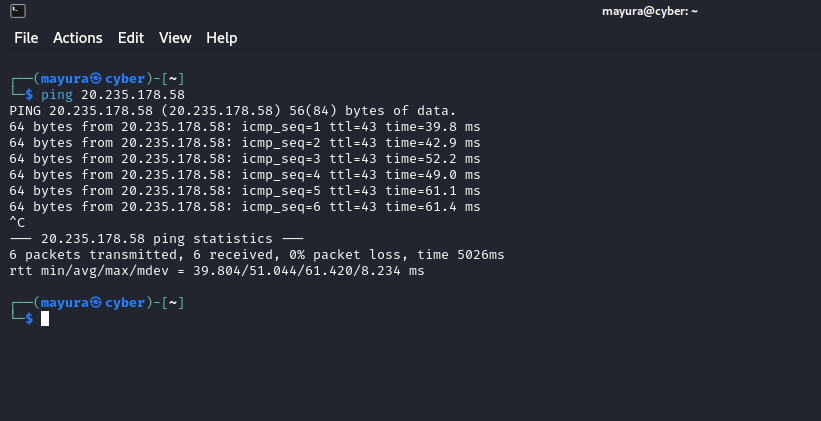 mayura@cyber: ~
File Actions Edit View Help
┌──(mayura㉿cyber)-[~]
└─$ ping 20.235.178.58
PING 20.235.178.58 (20.235.178.58) 56(84) bytes of data.
64 bytes from 20.235.178.58: icmp_seq=1 ttl=43 time=39.8 ms
64 bytes from 20.235.178.58: icmp_seq=2 ttl=43 time=42.9 ms
64 bytes from 20.235.178.58: icmp_seq=3 ttl=43 time=52.2 ms
64 bytes from 20.235.178.58: icmp_seq=4 ttl=43 time=49.0 ms
64 bytes from 20.235.178.58: icmp_seq=5 ttl=43 time=61.1 ms
64 bytes from 20.235.178.58: icmp_seq=6 ttl=43 time=61.4 ms
^C
--- 20.235.178.58 ping statistics ---
6 packets transmitted, 6 received, 0% packet loss, time 5026ms
rtt min/avg/max/mdev = 39.804/51.044/61.420/8.234 ms
┌──(mayura㉿cyber)-[~]
└─$